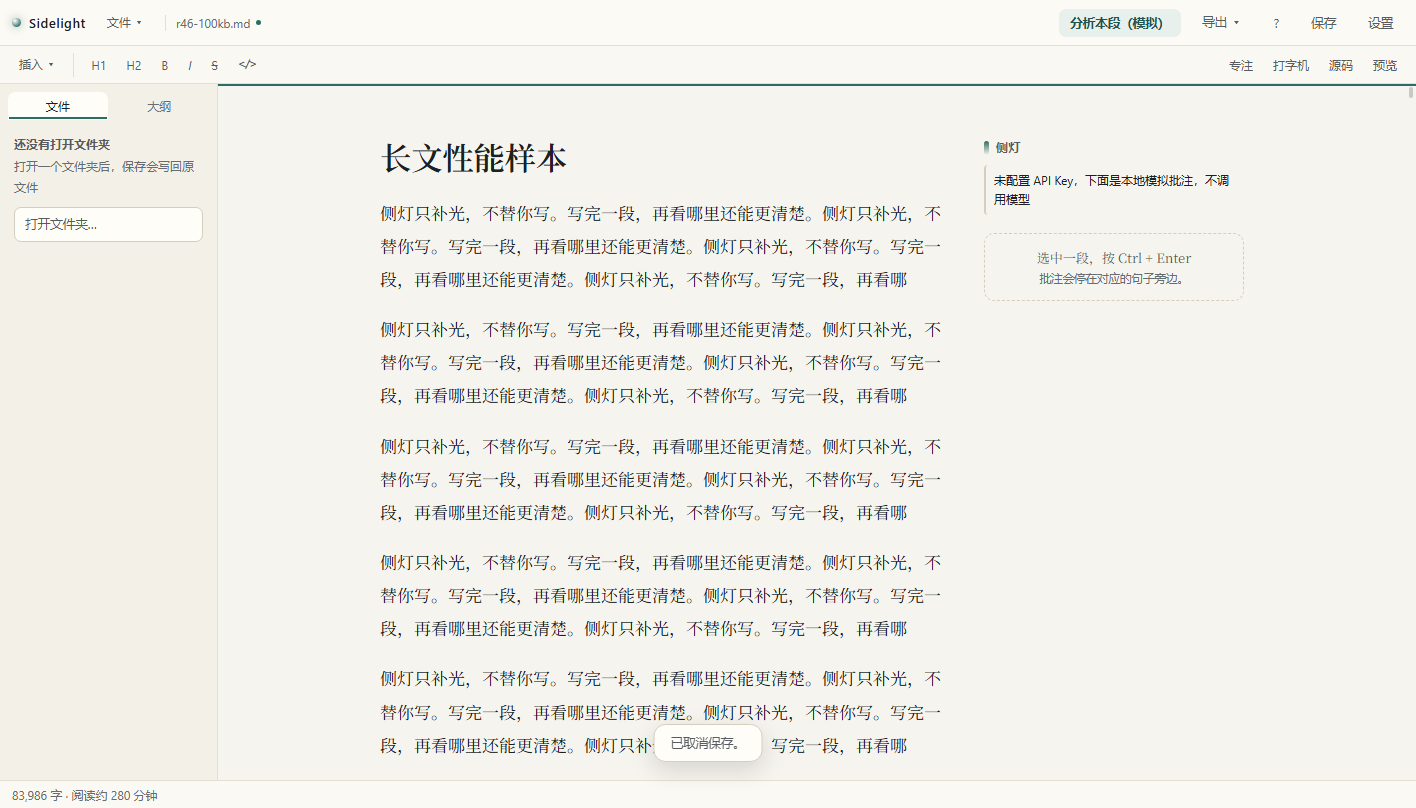 Sidelight 文件 r46-100kb.md 分析本段（模拟） 导出 ? 保存 设置
插入 H1 H2 B I S </> 专注 打字机 源码 预览
文件 大纲
还没有打开文件夹
打开一个文件夹后，保存会写回原
文件
打开文件夹...
长文性能样本
侧灯只补光，不替你写。写完一段，再看哪里还能更清楚。侧灯只补光，不
替你写。写完一段，再看哪里还能更清楚。侧灯只补光，不替你写。写完一
段，再看哪里还能更清楚。侧灯只补光，不替你写。写完一段，再看哪
侧灯只补光，不替你写。写完一段，再看哪里还能更清楚。侧灯只补光，不
替你写。写完一段，再看哪里还能更清楚。侧灯只补光，不替你写。写完一
段，再看哪里还能更清楚。侧灯只补光，不替你写。写完一段，再看哪
侧灯只补光，不替你写。写完一段，再看哪里还能更清楚。侧灯只补光，不
替你写。写完一段，再看哪里还能更清楚。侧灯只补光，不替你写。写完一
段，再看哪里还能更清楚。侧灯只补光，不替你写。写完一段，再看哪
侧灯只补光，不替你写。写完一段，再看哪里还能更清楚。侧灯只补光，不
替你写。写完一段，再看哪里还能更清楚。侧灯只补光，不替你写。写完一
段，再看哪里还能更清楚。侧灯只补光，不替你写。写完一段，再看哪
侧灯只补光，不替你写。写完一段，再看哪里还能更清楚。侧灯只补光，不
替你写。写完一段，再看哪里还能更清楚。侧灯只补光，不替你写。写完一
段，再看哪里还能更清楚。侧灯只补 写完一段，再看哪
已取消保存。
侧灯
未配置 API Key，下面是本地模拟批注，不调
用模型
选中一段，按 Ctrl + Enter
批注会停在对应的句子旁边。
83,986 字 · 阅读约 280 分钟